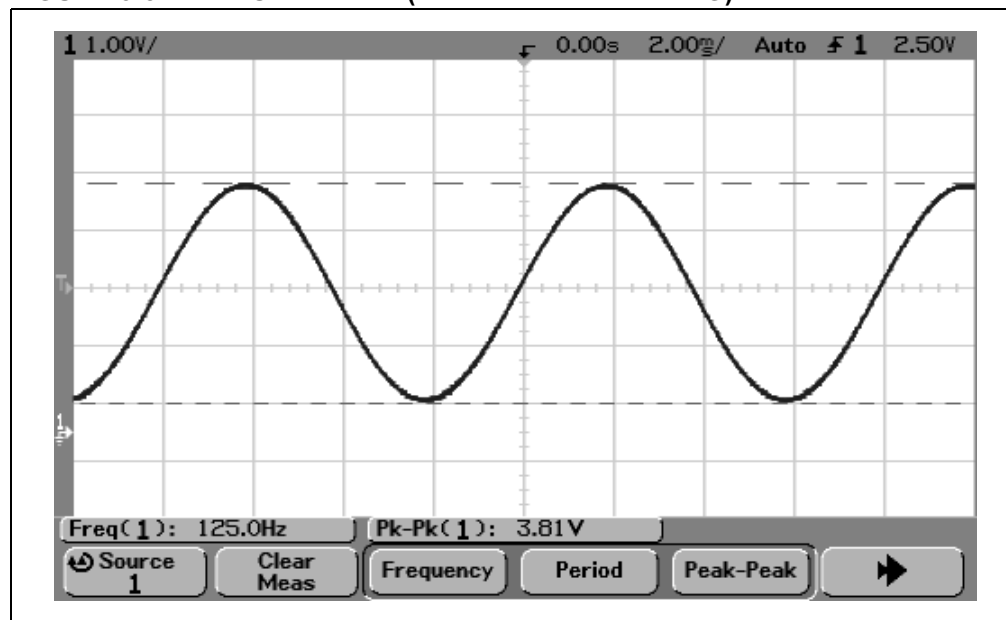 1 1.00V/ 0.00s 2.00ms/ Auto 1 2.50V
T
1
Freq(1): 125.0Hz Pk-Pk(1): 3.81V
Source 1
Clear Meas
Frequency
Period
Peak-Peak